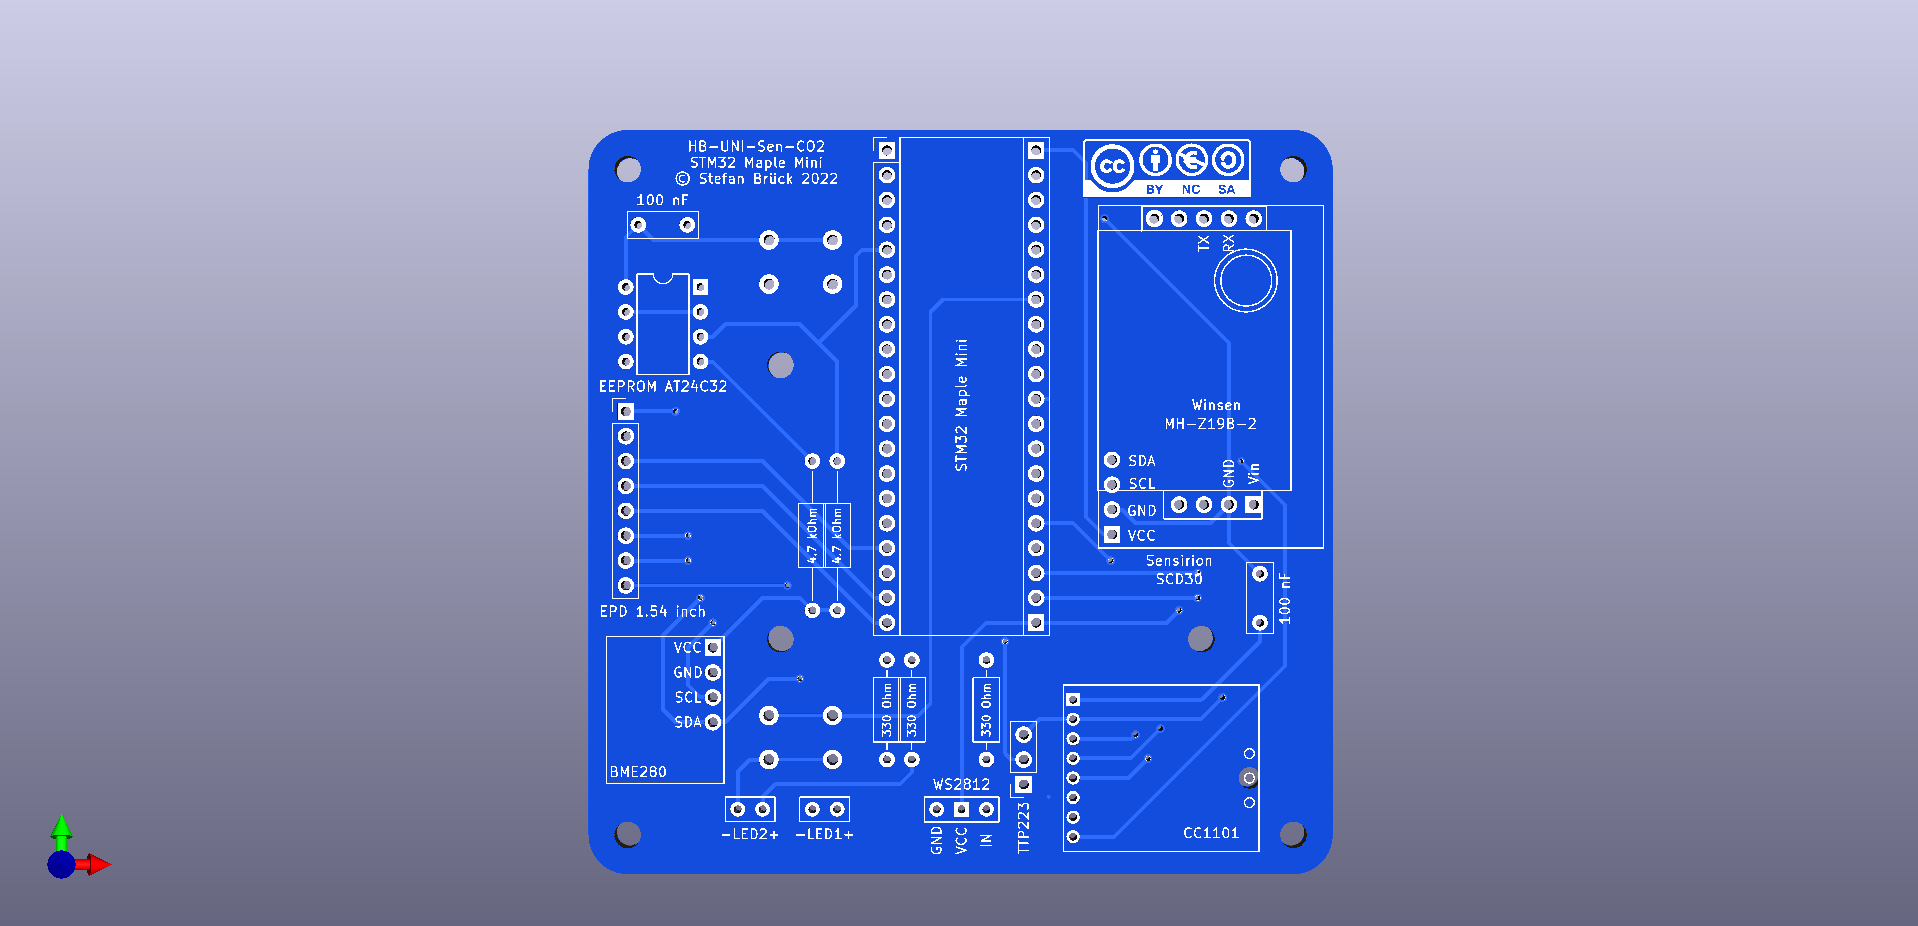 HB-UNI-Sen-CO2
STM32 Maple Mini
© Stefan Brück 2022
100 nF
EEPROM AT24C32
EPD 1.54 inch
4.7 kOhm
4.7 kOhm
VCC
GND
SCL
SDA
BME280
-LED2+
-LED1+
STM32 Maple Mini
330 Ohm
330 Ohm
330 Ohm
WS2812
GND
VCC
IN
TTP223
CC
BY NC SA
TX
RX
Winsen
MH-Z19B-2
SDA
SCL
GND
VCC
GND
Vin
Sensirion
SCD30
100 nF
CC1101